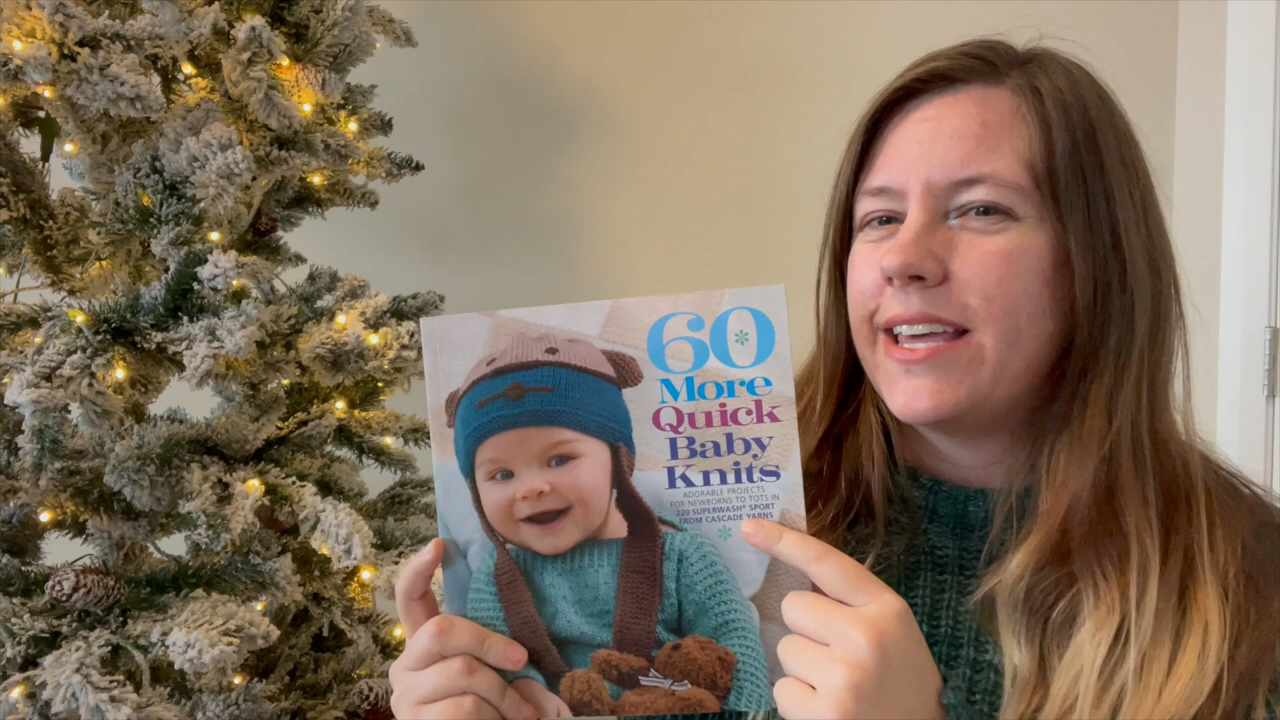 60
More
Quick
Baby
Knits
ADORABLE PROJECTS
FOR NEWBORNS TO TOTS IN
220 SUPERWASH® SPORT
FROM CASCADE YARNS